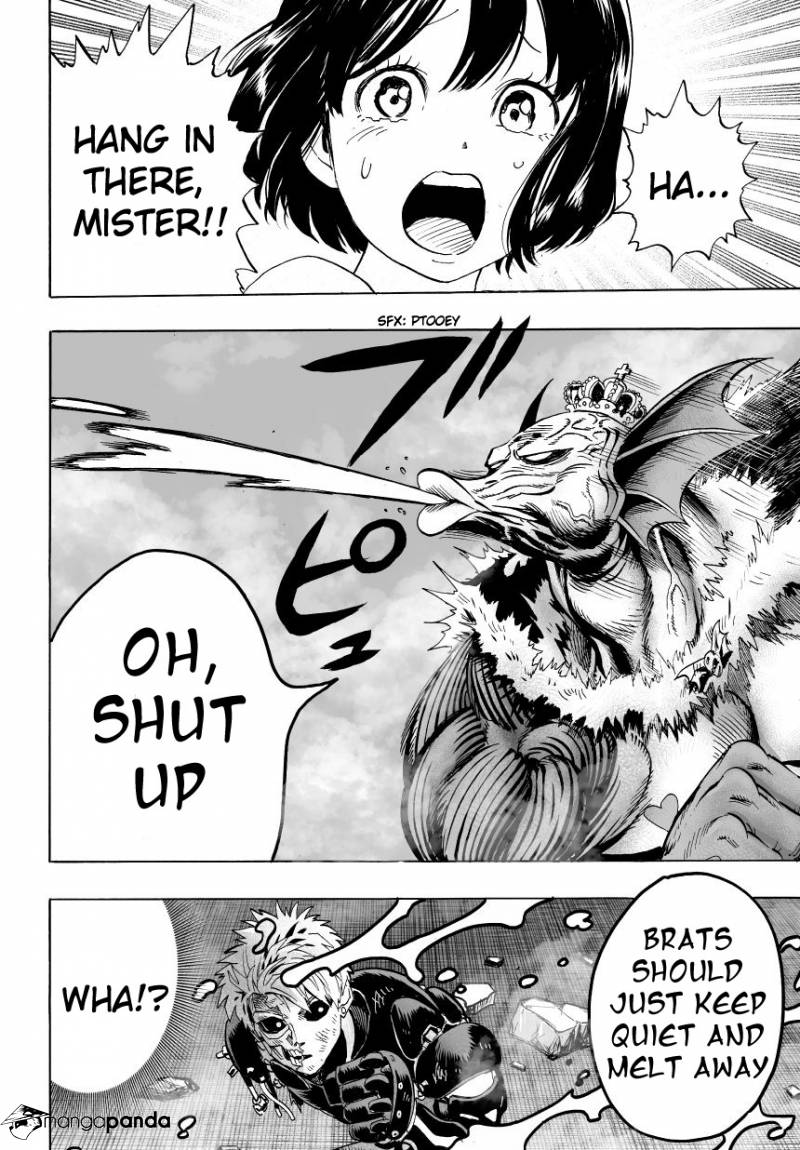 HA...
HANG IN
THERE,
MISTER!!
SFX: PTOOEY
ブ
ピュ
OH,
SHUT
UP
BRATS
SHOULD
JUST KEEP
QUIET AND
MELT AWAY
WHA!?
mangapanda